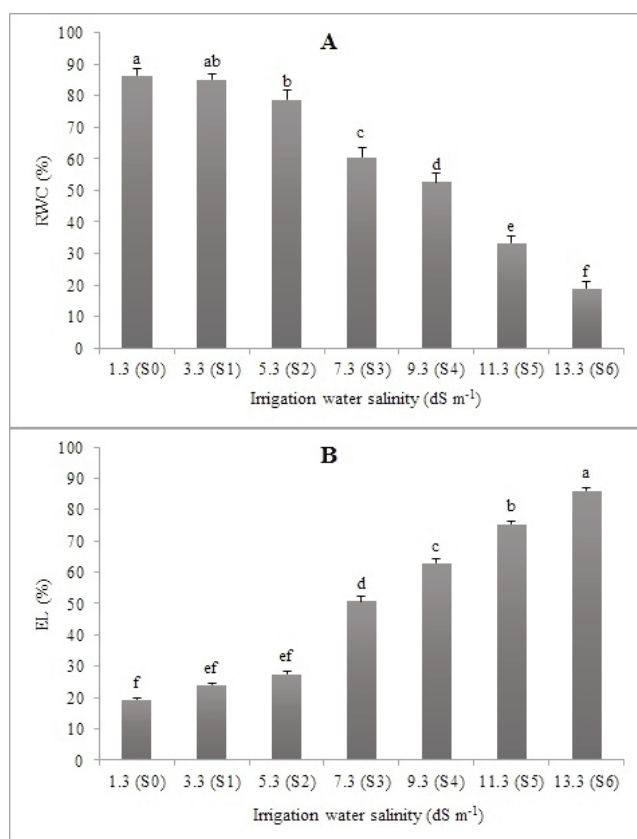 A
100
90
80
70
60
50
40
30
20
10
0
RWC (%)
a
ab
b
c
d
e
f
1.3 (S0) 3.3 (S1) 5.3 (S2) 7.3 (S3) 9.3 (S4) 11.3 (S5) 13.3 (S6)
Irrigation water salinity (dS m⁻¹)
B
100
90
80
70
60
50
40
30
20
10
0
EL (%)
f
ef
ef
d
c
b
a
1.3 (S0) 3.3 (S1) 5.3 (S2) 7.3 (S3) 9.3 (S4) 11.3 (S5) 13.3 (S6)
Irrigation water salinity (dS m⁻¹)